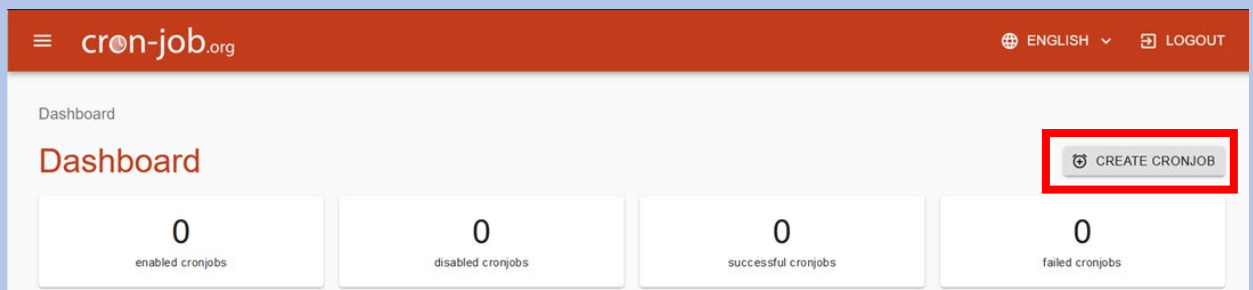 cron-job.org
ENGLISH
LOGOUT
Dashboard
Dashboard
CREATE CRONJOB
0
enabled cronjobs
0
disabled cronjobs
0
successful cronjobs
0
failed cronjobs